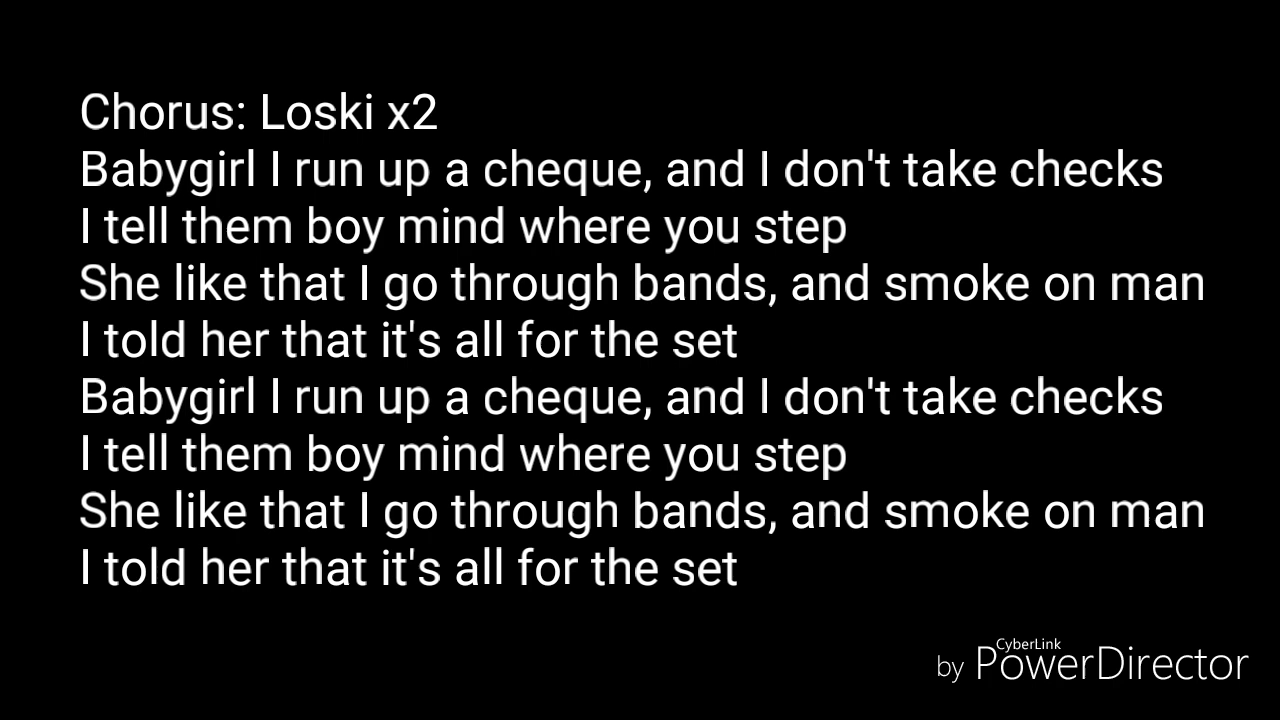 Chorus: Loski x2
Babygirl I run up a cheque, and I don't take checks
I tell them boy mind where you step
She like that I go through bands, and smoke on man
I told her that it's all for the set
Babygirl I run up a cheque, and I don't take checks
I tell them boy mind where you step
She like that I go through bands, and smoke on man
I told her that it's all for the set
by CyberLink PowerDirector